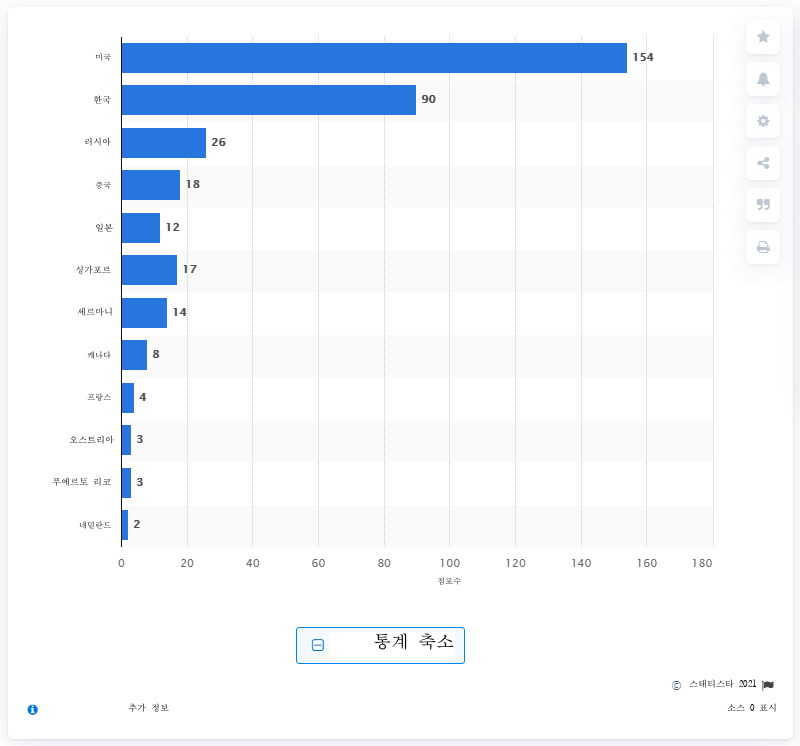 미국 154
한국 90
러시아 26
중국 18
일본 12
싱가포르 17
세르마니 14
캐나다 8
프랑스 4
오스트리아 3
푸에르토 리코 3
네덜란드 2
0 20 40 60 80 100 120 140 160 180
점포수
통계 축소
© 스태티스타 2021
추가 정보
소스 0 표시